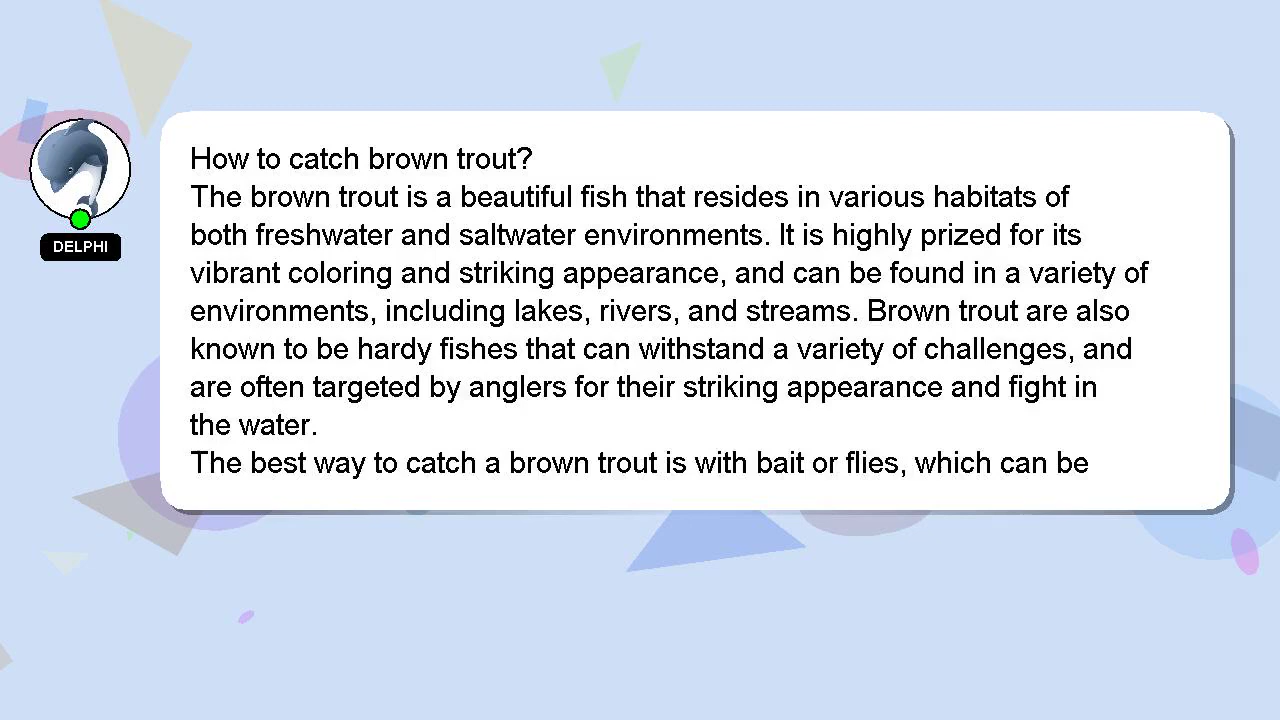 DELPHI
How to catch brown trout?
The brown trout is a beautiful fish that resides in various habitats of
both freshwater and saltwater environments. It is highly prized for its
vibrant coloring and striking appearance, and can be found in a variety of
environments, including lakes, rivers, and streams. Brown trout are also
known to be hardy fishes that can withstand a variety of challenges, and
are often targeted by anglers for their striking appearance and fight in
the water.
The best way to catch a brown trout is with bait or flies, which can be